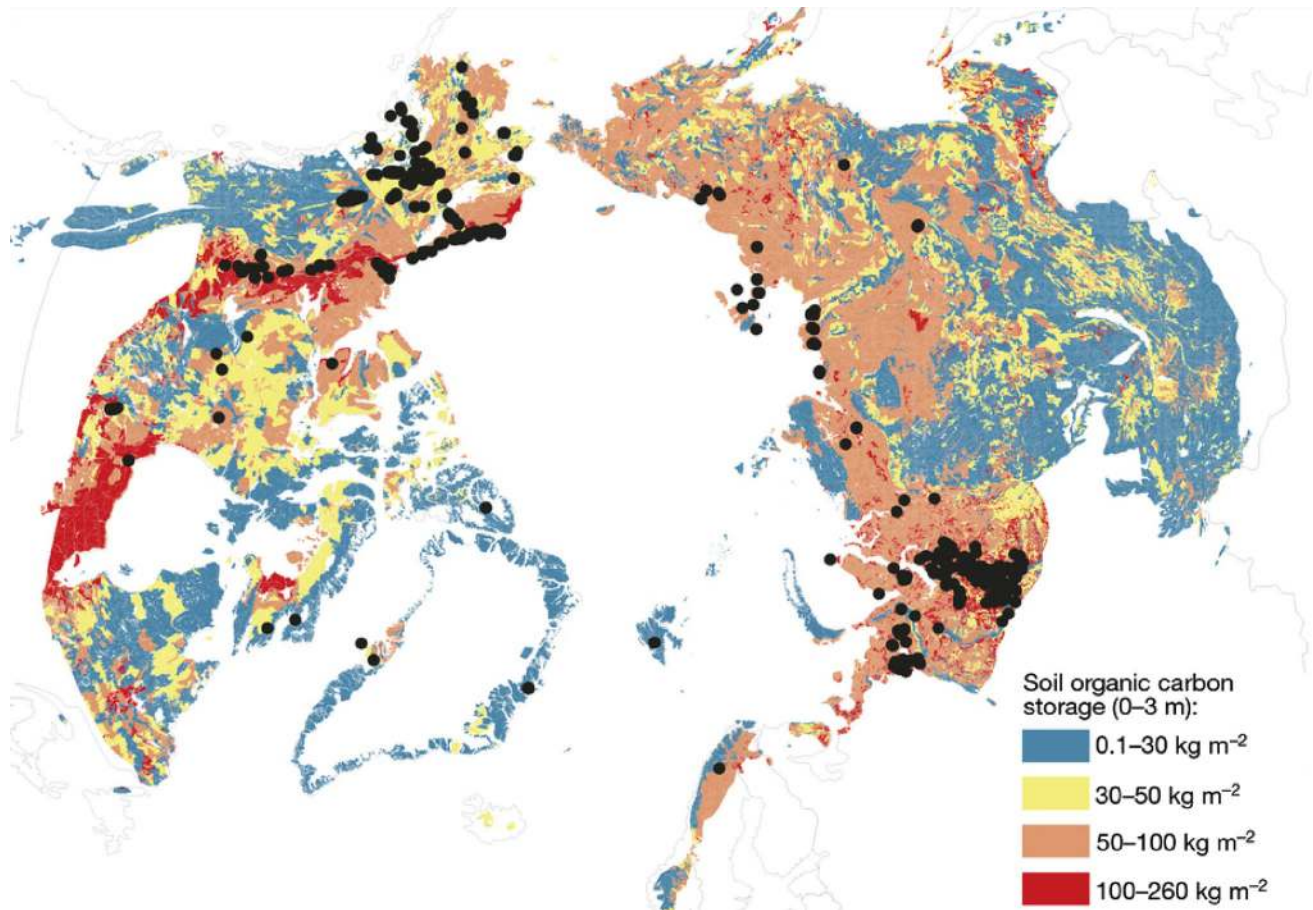 Soil organic carbon
storage (0–3 m):
0.1–30 kg m⁻²
30–50 kg m⁻²
50–100 kg m⁻²
100–260 kg m⁻²